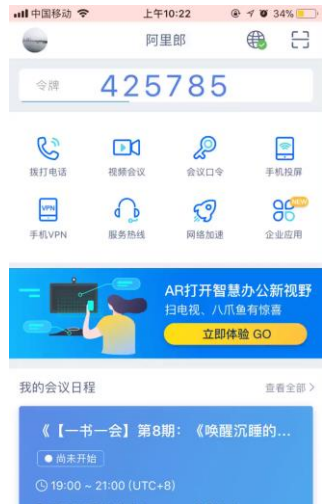 中国移动 上午10:22 34%
阿里郎
令牌 425785
拨打电话 视频会议 会议口令 手机投屏
VPN NEW
手机VPN 服务热线 网络加速 企业应用
AR打开智慧办公新视野
扫电视、八爪鱼有惊喜
立即体验 GO
我的会议日程 查看全部
《【一书一会】第8期：《唤醒沉睡的...
尚未开始
19:00 ~ 21:00 (UTC+8)